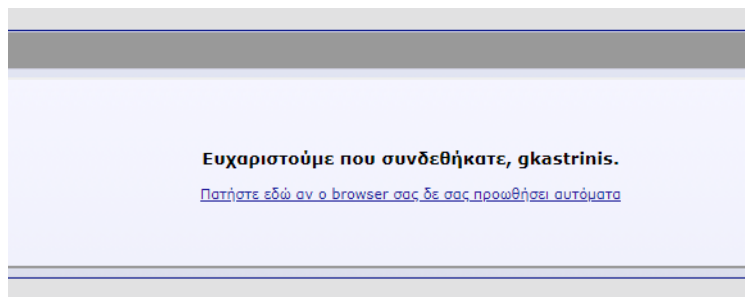 Ευχαριστούμε που συνδεθήκατε, gkastrinis.
Πατήστε εδώ αν ο browser σας δε σας προωθήσει αυτόματα